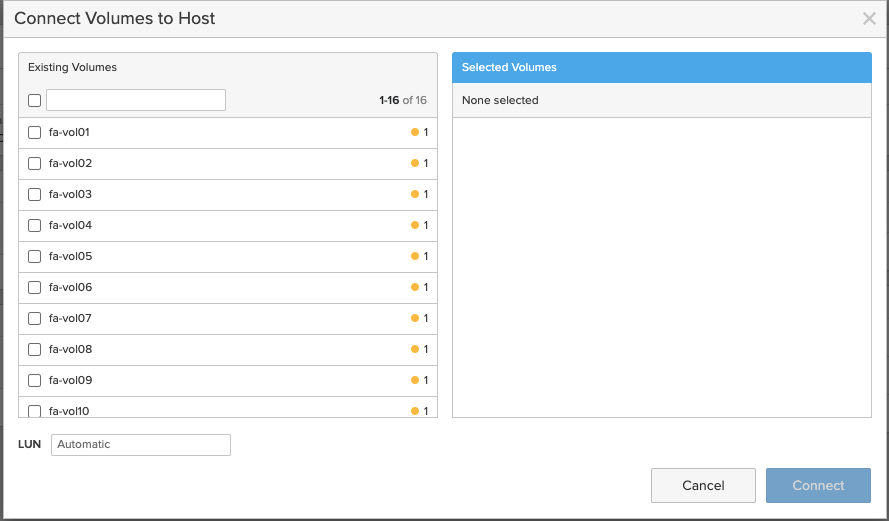 Connect Volumes to Host
Existing Volumes
1-16 of 16
fa-vol01 1
fa-vol02 1
fa-vol03 1
fa-vol04 1
fa-vol05 1
fa-vol06 1
fa-vol07 1
fa-vol08 1
fa-vol09 1
fa-vol10 1
Selected Volumes
None selected
LUN Automatic
Cancel Connect